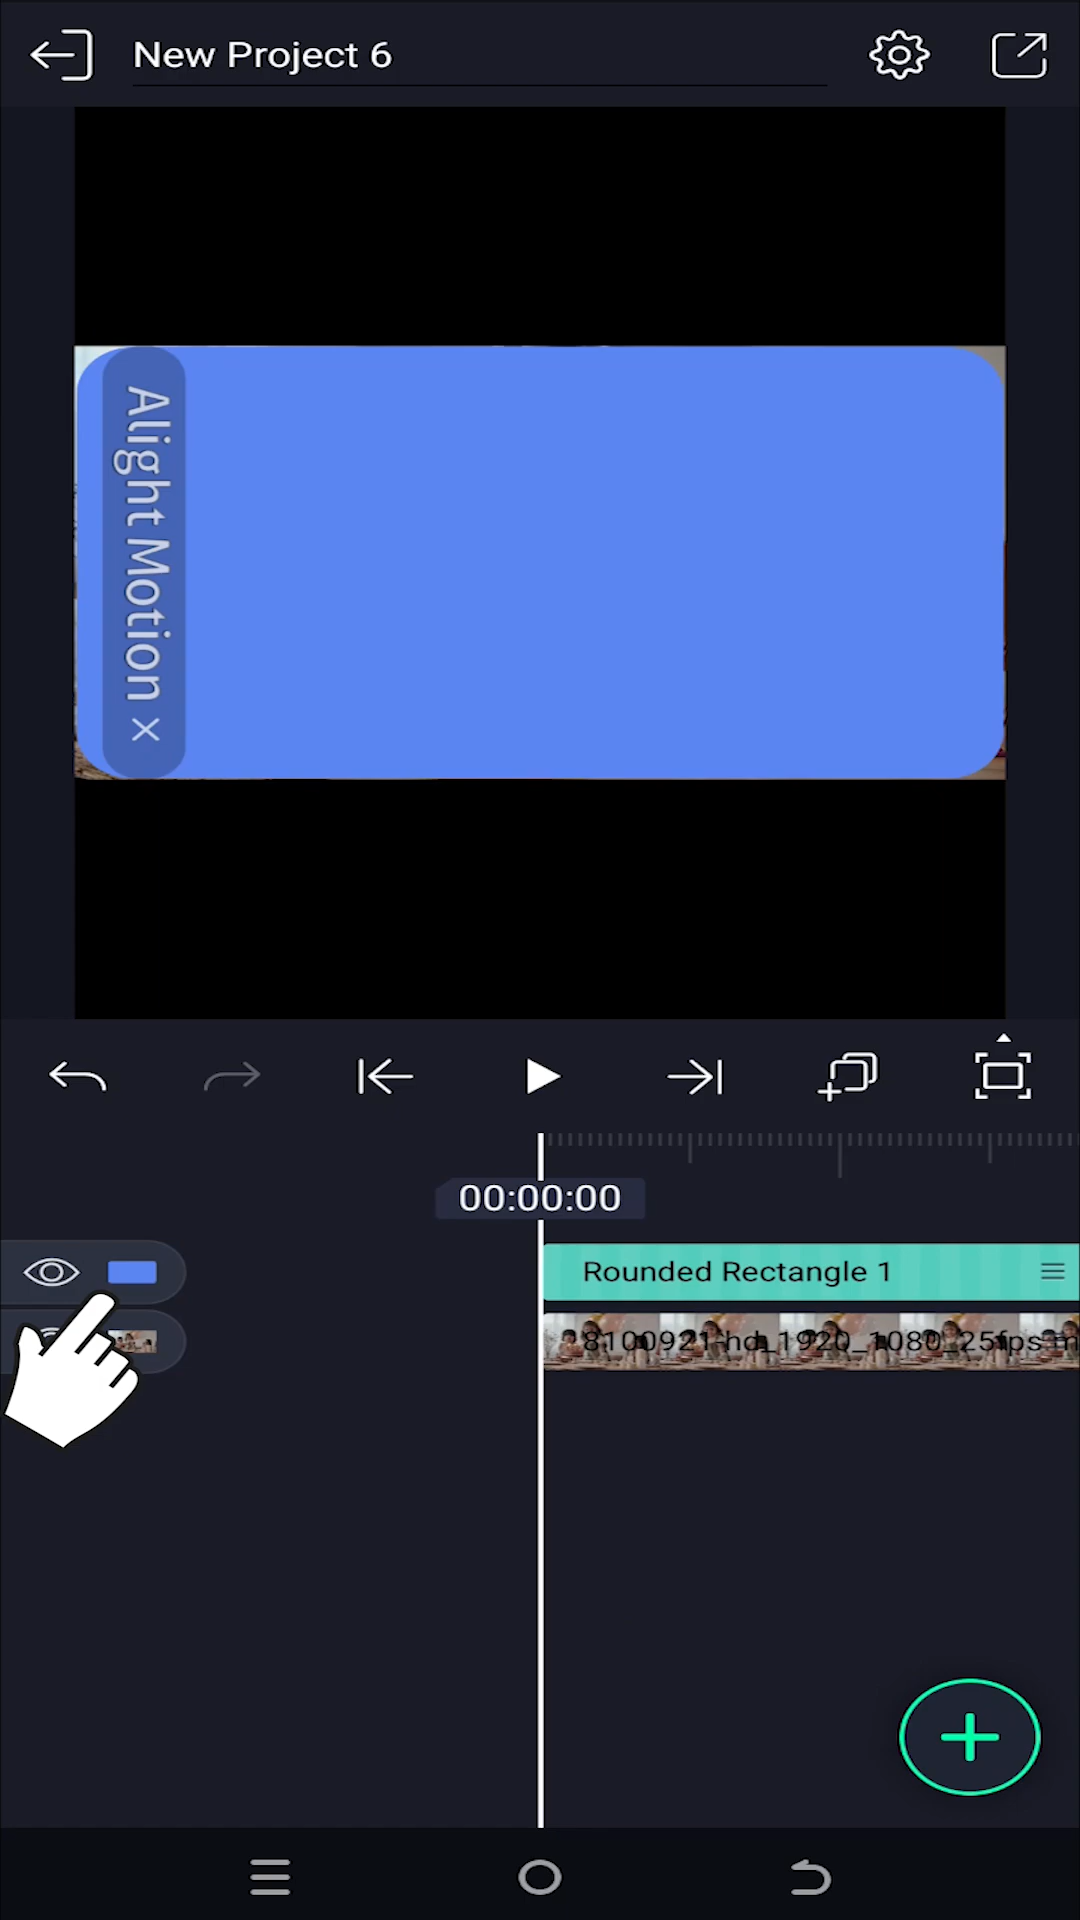 New Project 6
Alight Motion ×
00:00:00
Rounded Rectangle 1
8100921-hd_1920_1080_25fps.m